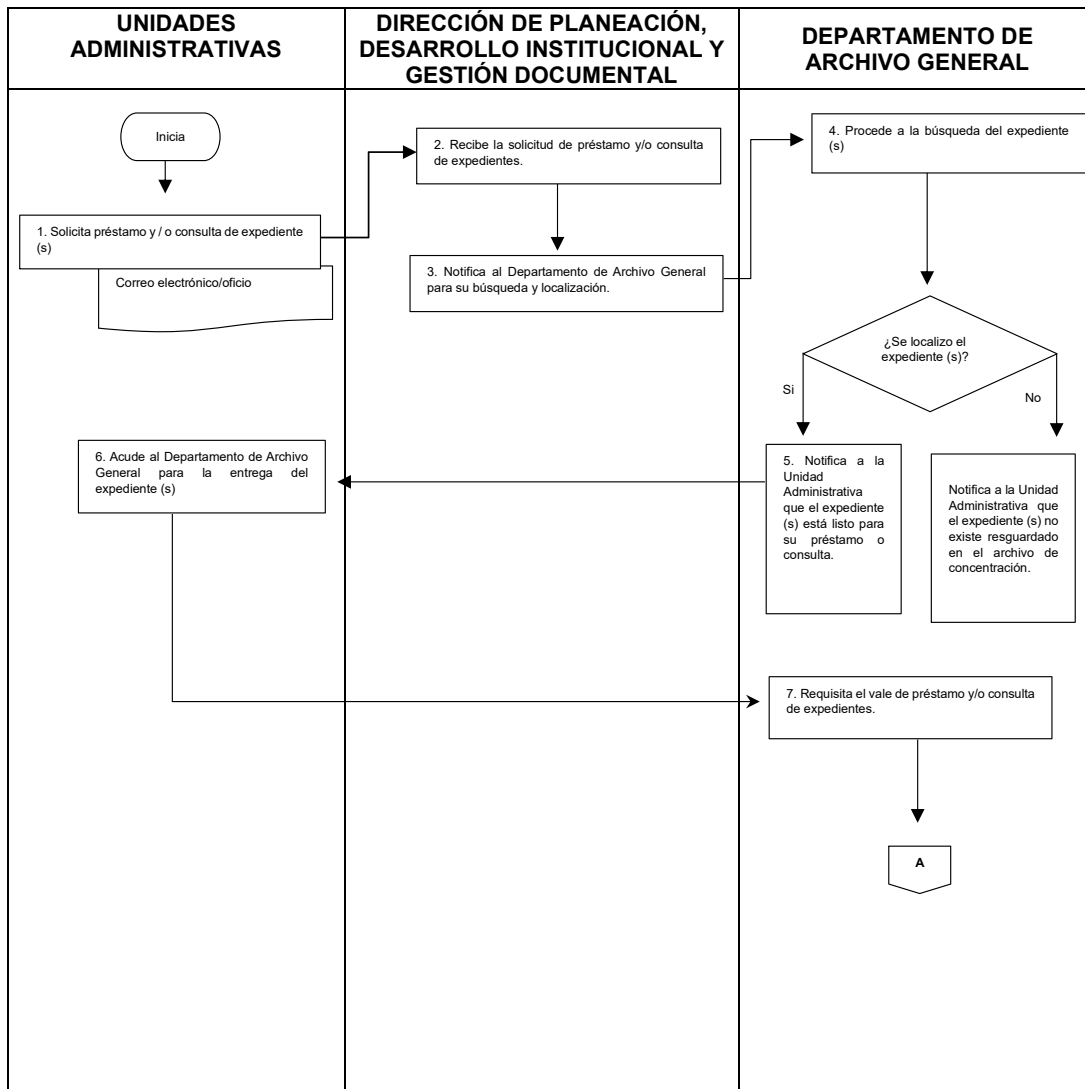 UNIDADES
ADMINISTRATIVAS
DIRECCIÓN DE PLANEACIÓN,
DESARROLLO INSTITUCIONAL Y
GESTIÓN DOCUMENTAL
DEPARTAMENTO DE
ARCHIVO GENERAL
Inicia
1. Solicita préstamo y / o consulta de expediente
(s)
Correo electrónico/oficio
2. Recibe la solicitud de préstamo y/o consulta
de expedientes.
3. Notifica al Departamento de Archivo General
para su búsqueda y localización.
4. Procede a la búsqueda del expediente
(s)
¿Se localizo el
expediente (s)?
Si
No
5. Notifica a la
Unidad
Administrativa
que el expediente
(s) está listo para
su préstamo o
consulta.
Notifica a la Unidad
Administrativa que
el expediente (s) no
existe resguardado
en el archivo de
concentración.
6. Acude al Departamento de Archivo
General para la entrega del
expediente (s)
7. Requisita el vale de préstamo y/o consulta
de expedientes.
A